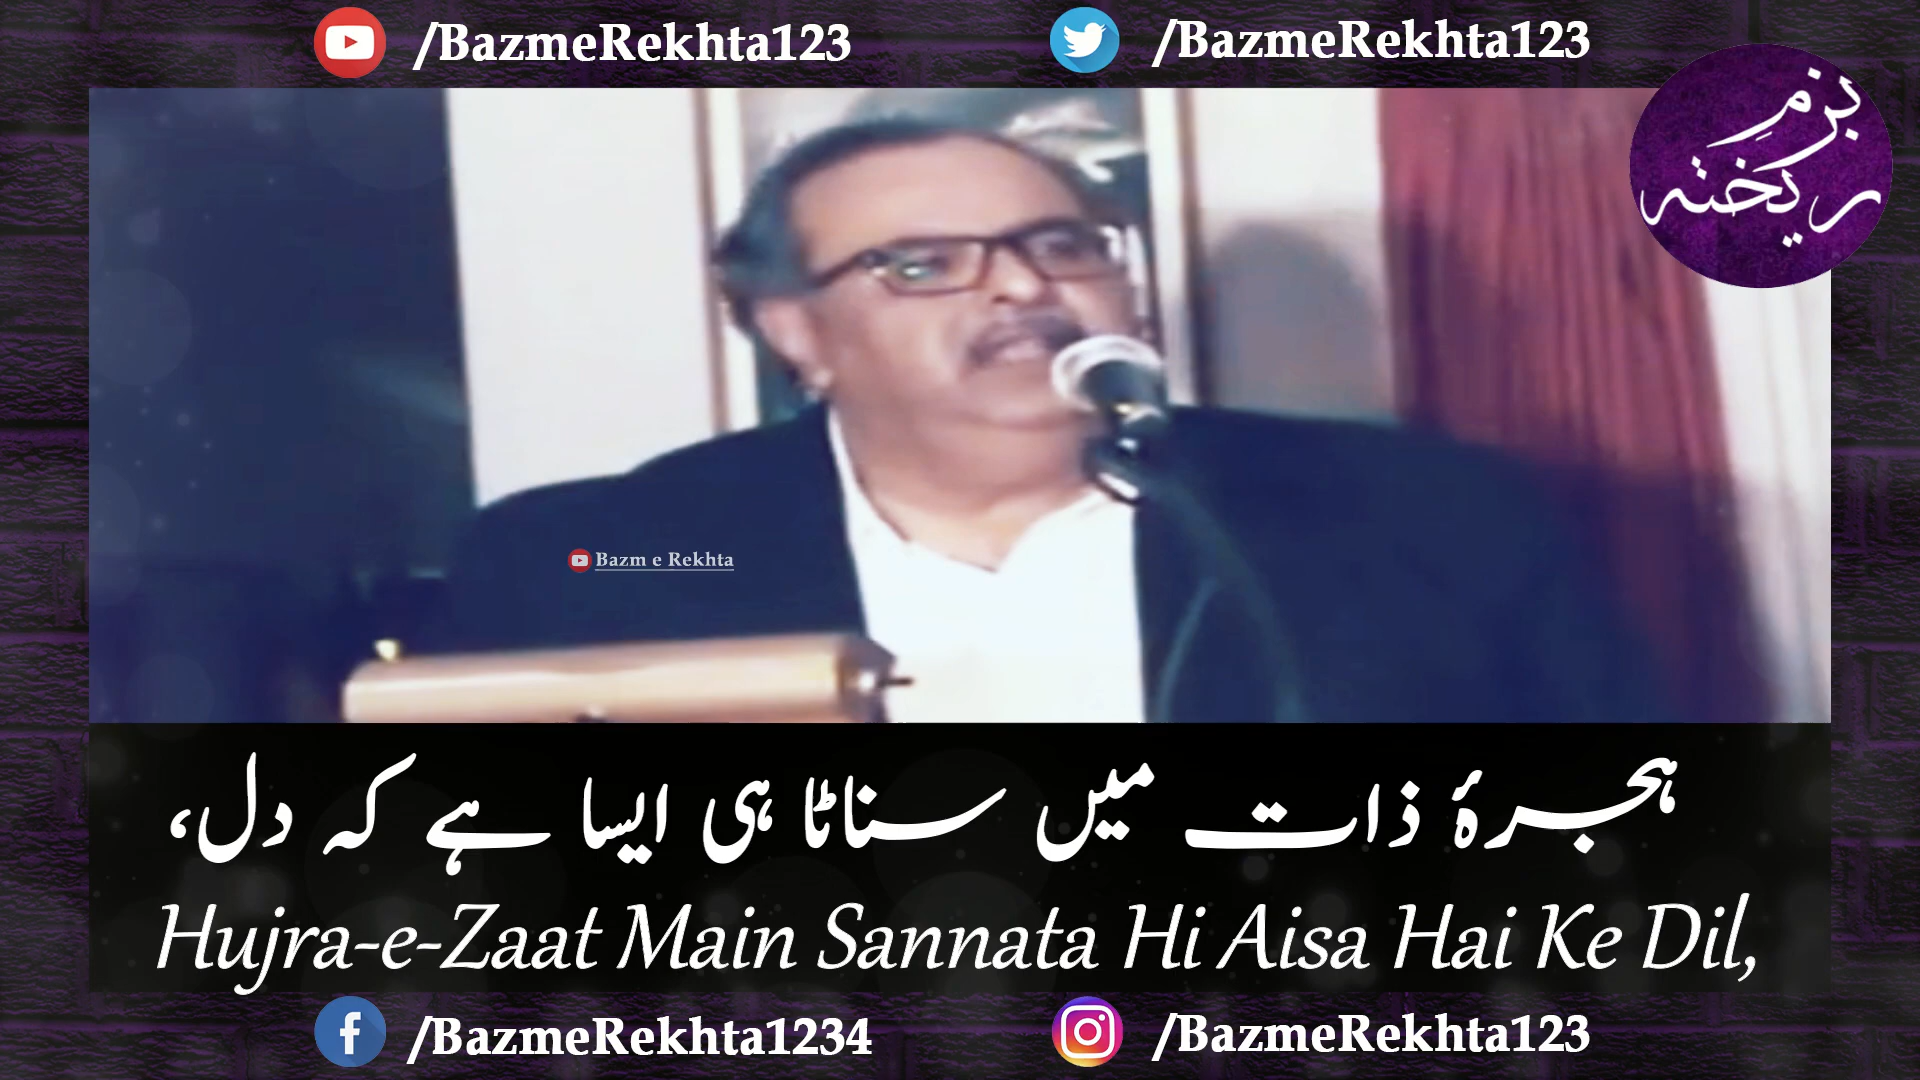 /BazmeRekhta123
/BazmeRekhta123
بزمِ
ریختہ
Bazm e Rekhta
ہجرۂ ذات میں سناٹا ہی ایسا ہے کہ دل،
Hujra-e-Zaat Main Sannata Hi Aisa Hai Ke Dil,
/BazmeRekhta1234
/BazmeRekhta123